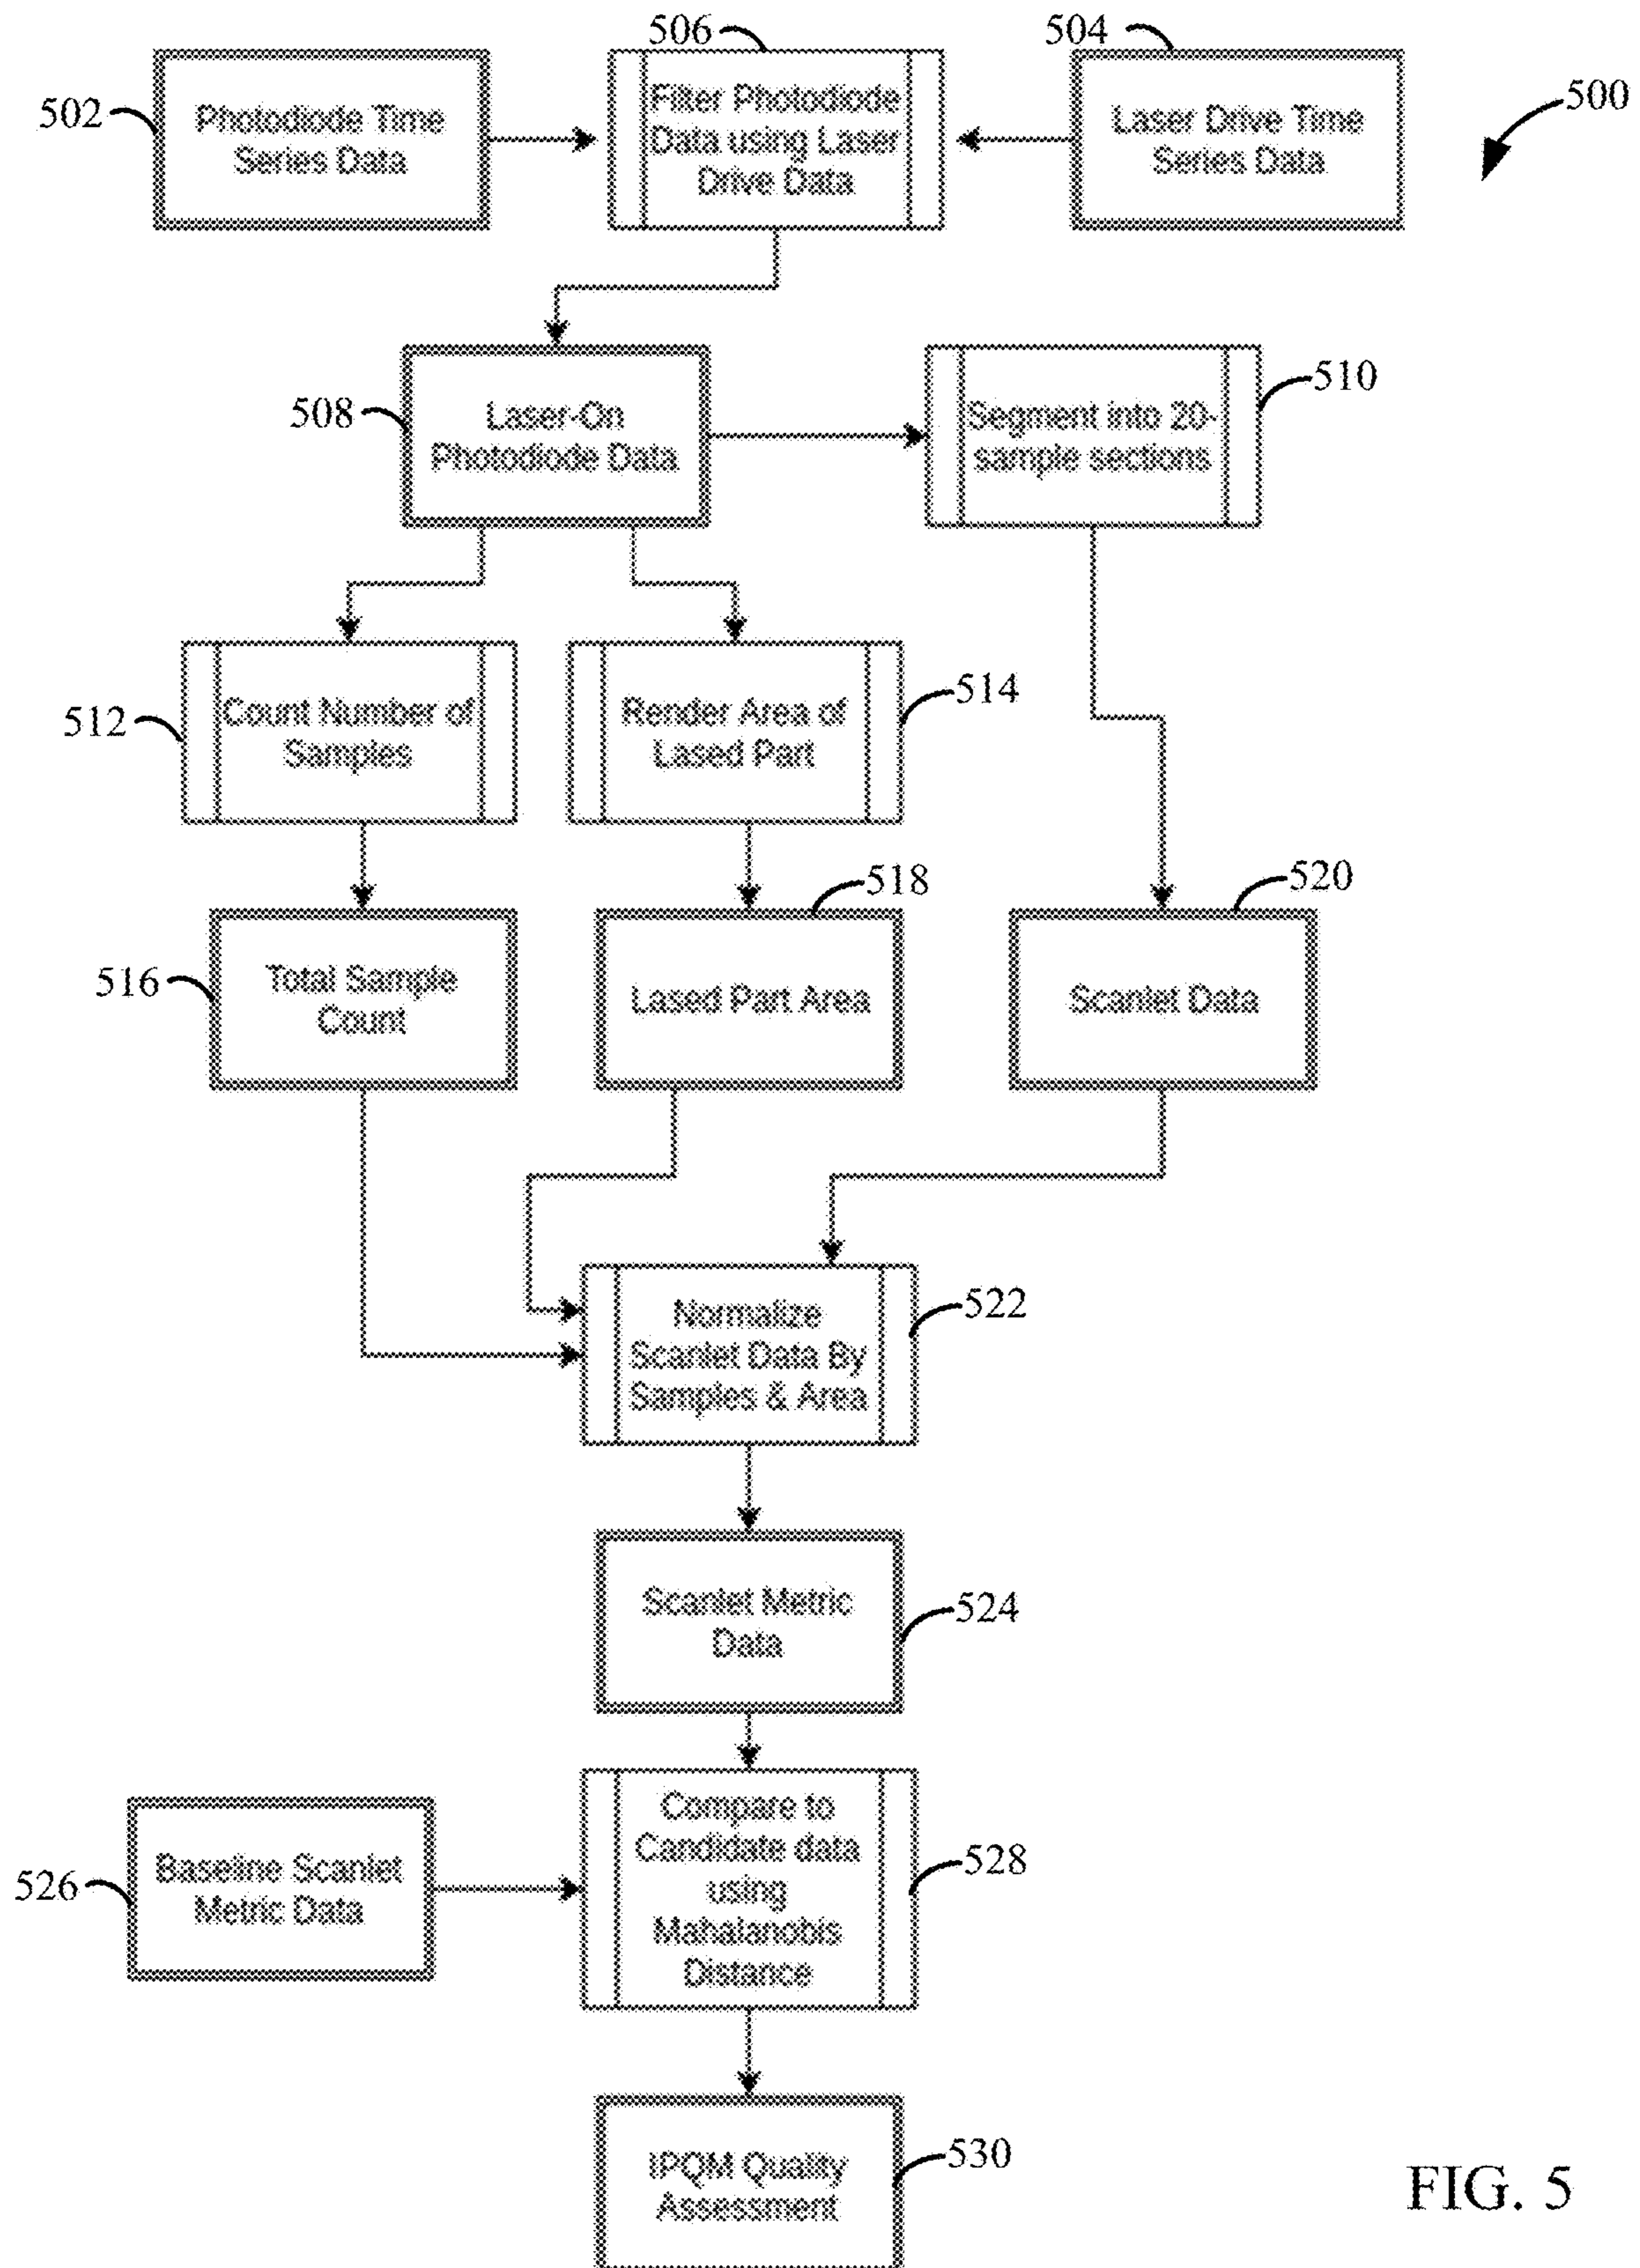 506
504
502
500
Photodiode Time
Series Data
Filter Photodiode
Data using Laser
Drive Data
Laser Drive Time
Series Data
508
Laser-On
Photodiode Data
Segment into 20-
sample sections
510
512
Count Number of
Samples
Render Area of
Lased Part
514
516
Total Sample
Count
518
Lased Part Area
520
Scanlet Data
Normalize
Scanlet Data By
Samples & Area
522
Scanlet Metric
Data
524
526
Baseline Scanlet
Metric Data
Compare to
Candidate data
using
Mahalanobis
Distance
528
IPQM Quality
Assessment
530
FIG. 5